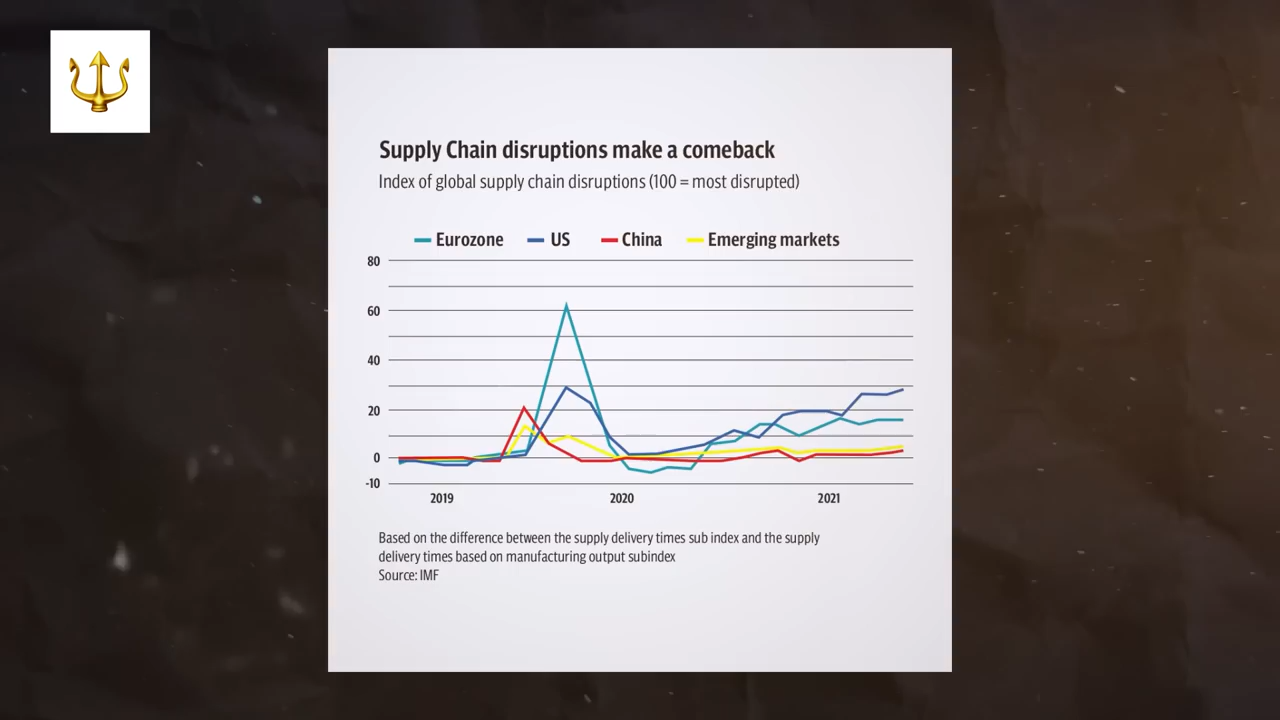 Supply Chain disruptions make a comeback
Index of global supply chain disruptions (100 = most disrupted)
Eurozone US China Emerging markets
80
60
40
20
0
-10
2019 2020 2021
Based on the difference between the supply delivery times sub index and the supply
delivery times based on manufacturing output subindex
Source: IMF